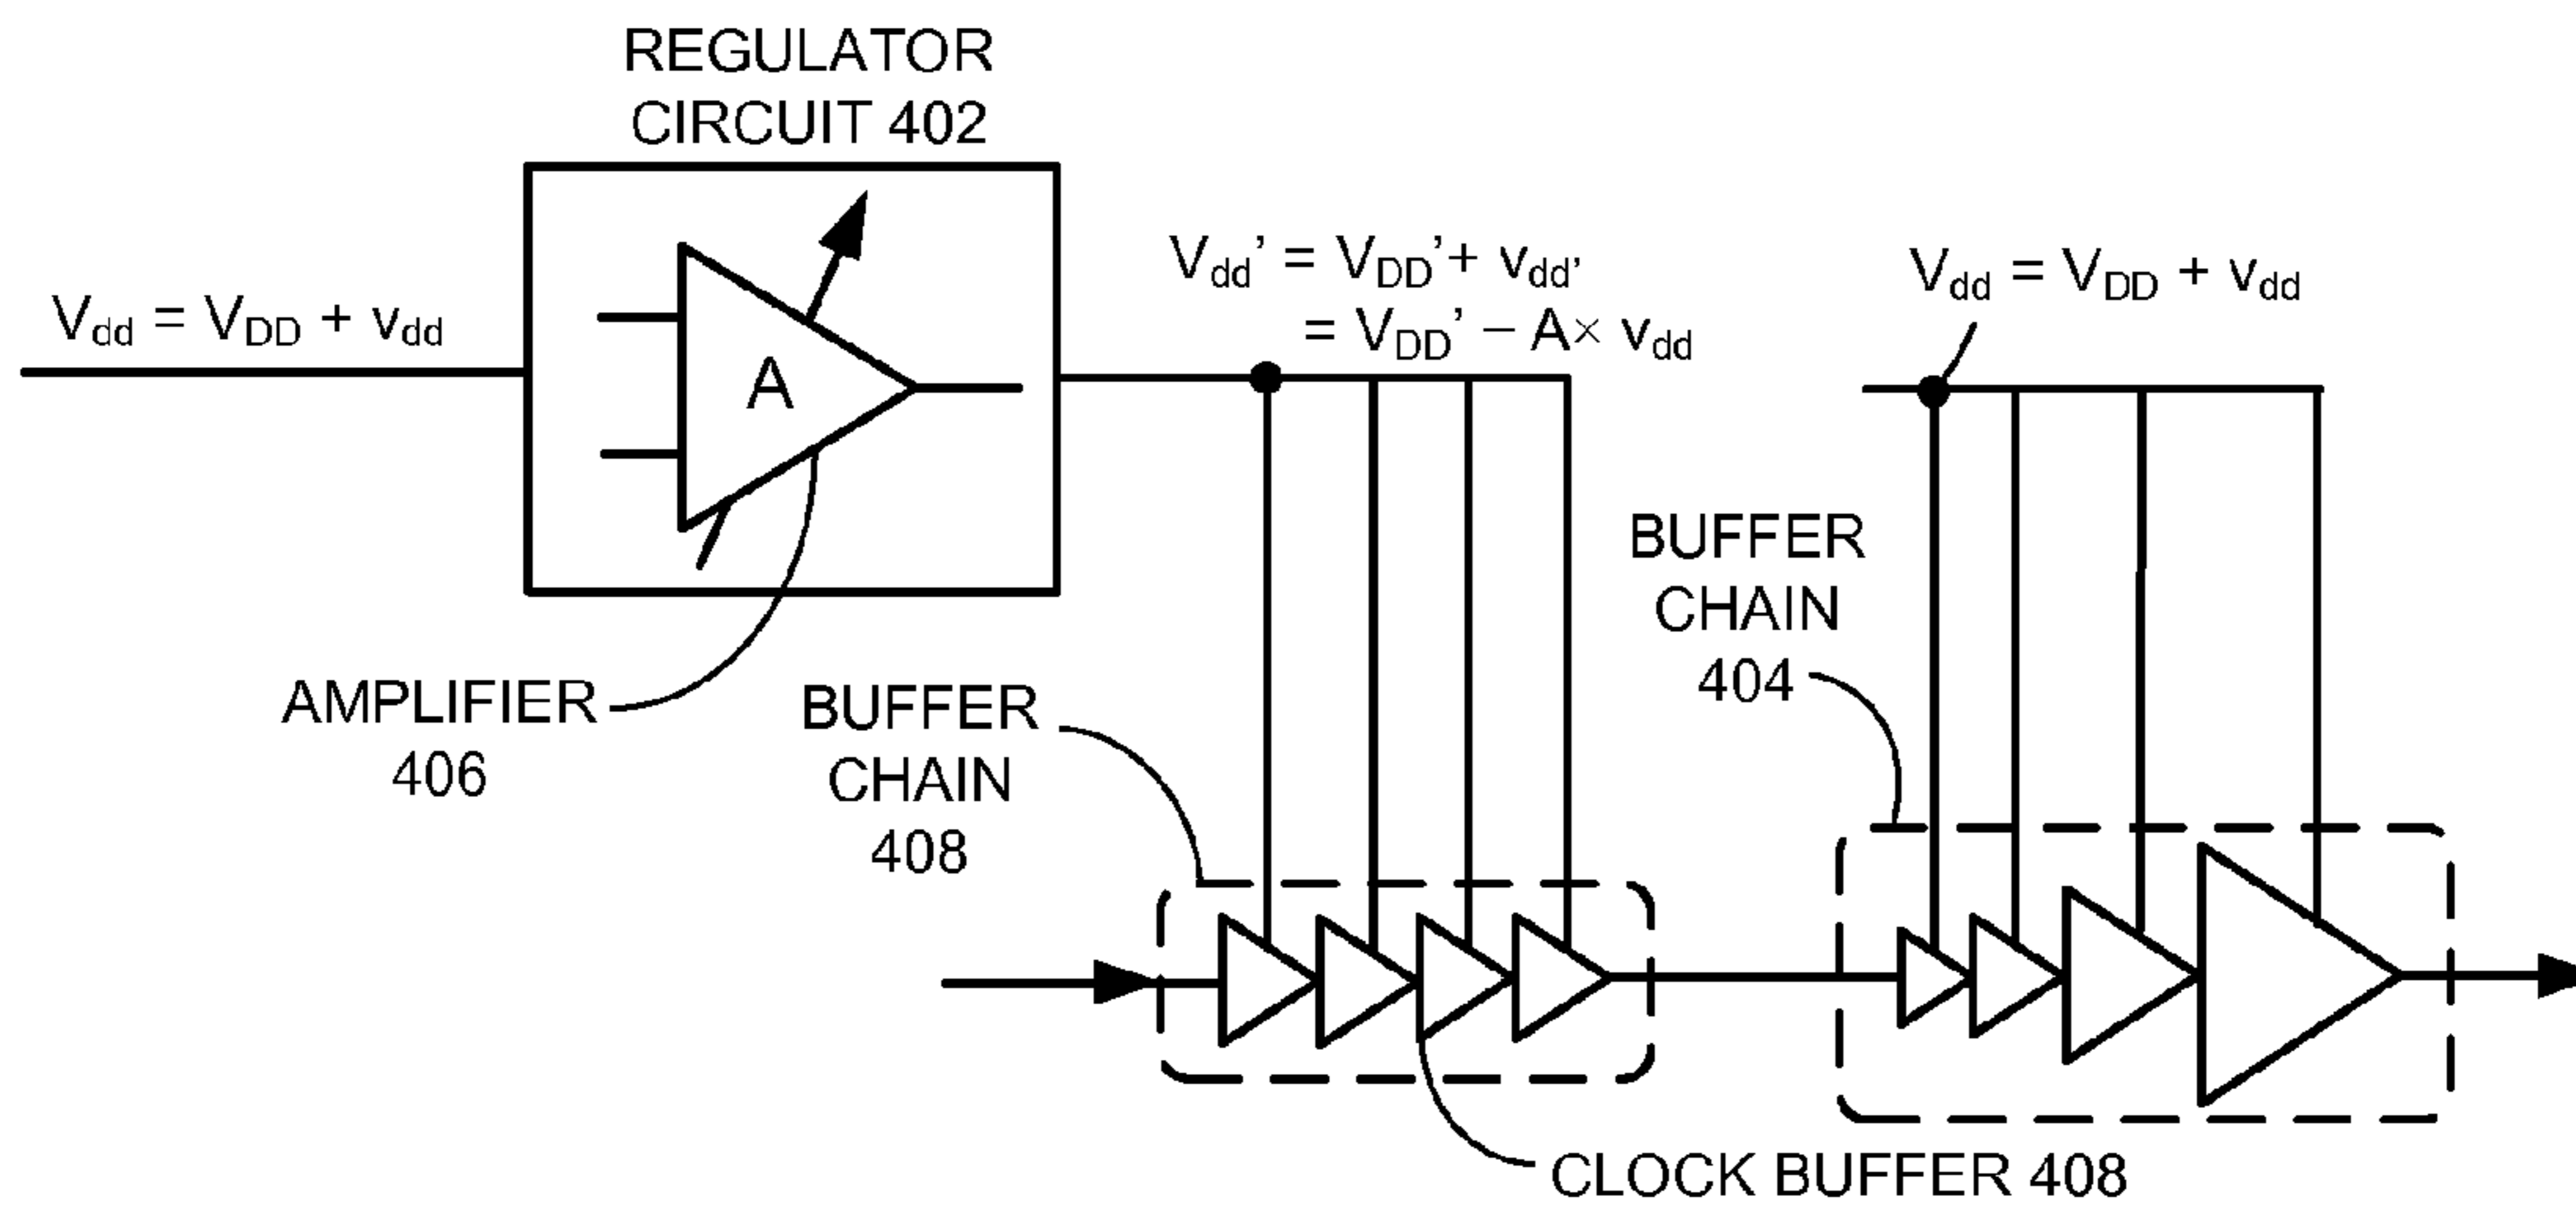 REGULATOR
CIRCUIT 402
Vdd = VDD + vdd
A
Vdd' = VDD'+ vdd'
= VDD' – A× vdd
Vdd = VDD + vdd
BUFFER
CHAIN
404
AMPLIFIER
406
BUFFER
CHAIN
408
CLOCK BUFFER 408